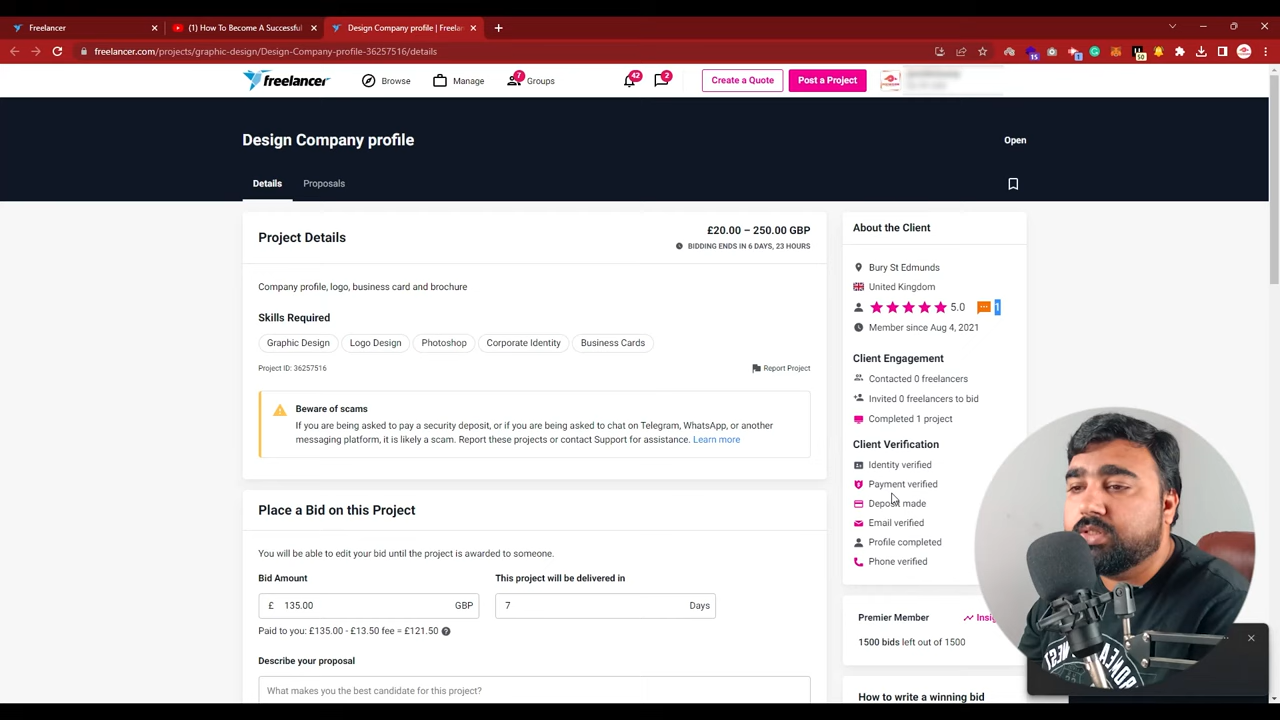 Freelancer
(1) How To Become A Successful
Design Company profile | Freelan
freelancer.com/projects/graphic-design/Design-Company-profile-36257516/details
15
1
50
freelancer
Browse
Manage
7
Groups
42
2
Create a Quote
Post a Project
Design Company profile
Open
Details
Proposals
Project Details
£20.00 – 250.00 GBP
BIDDING ENDS IN 6 DAYS, 23 HOURS
Company profile, logo, business card and brochure
Skills Required
Graphic Design
Logo Design
Photoshop
Corporate Identity
Business Cards
Project ID: 36257516
Report Project
Beware of scams
If you are being asked to pay a security deposit, or if you are being asked to chat on Telegram, WhatsApp, or another
messaging platform, it is likely a scam. Report these projects or contact Support for assistance. Learn more
Place a Bid on this Project
You will be able to edit your bid until the project is awarded to someone.
Bid Amount
This project will be delivered in
£ 135.00 GBP
7 Days
Paid to you: £135.00 - £13.50 fee = £121.50
Describe your proposal
What makes you the best candidate for this project?
About the Client
Bury St Edmunds
United Kingdom
5.0
1
Member since Aug 4, 2021
Client Engagement
Contacted 0 freelancers
Invited 0 freelancers to bid
Completed 1 project
Client Verification
Identity verified
Payment verified
Deposit made
Email verified
Profile completed
Phone verified
Premier Member
1500 bids left out of 1500
How to write a winning bid